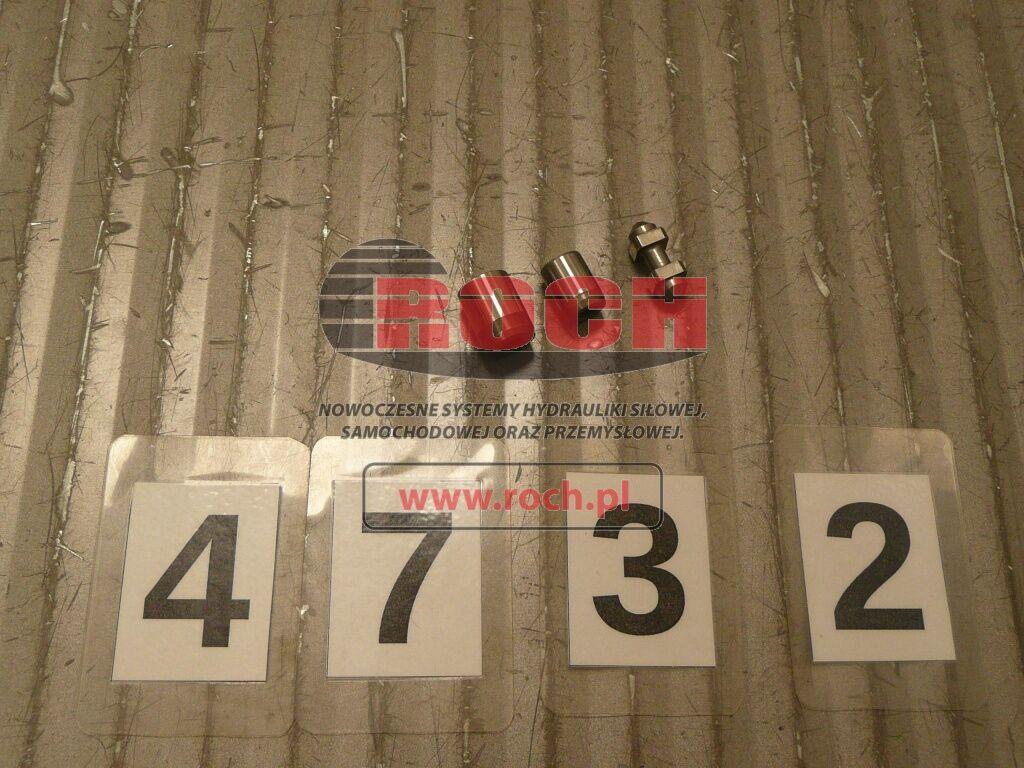 ROCH
NOWOCZESNE SYSTEMY HYDRAULIKI SIŁOWEJ,
SAMOCHODOWEJ ORAZ PRZEMYSŁOWEJ.
www.roch.pl
4 7 3 2